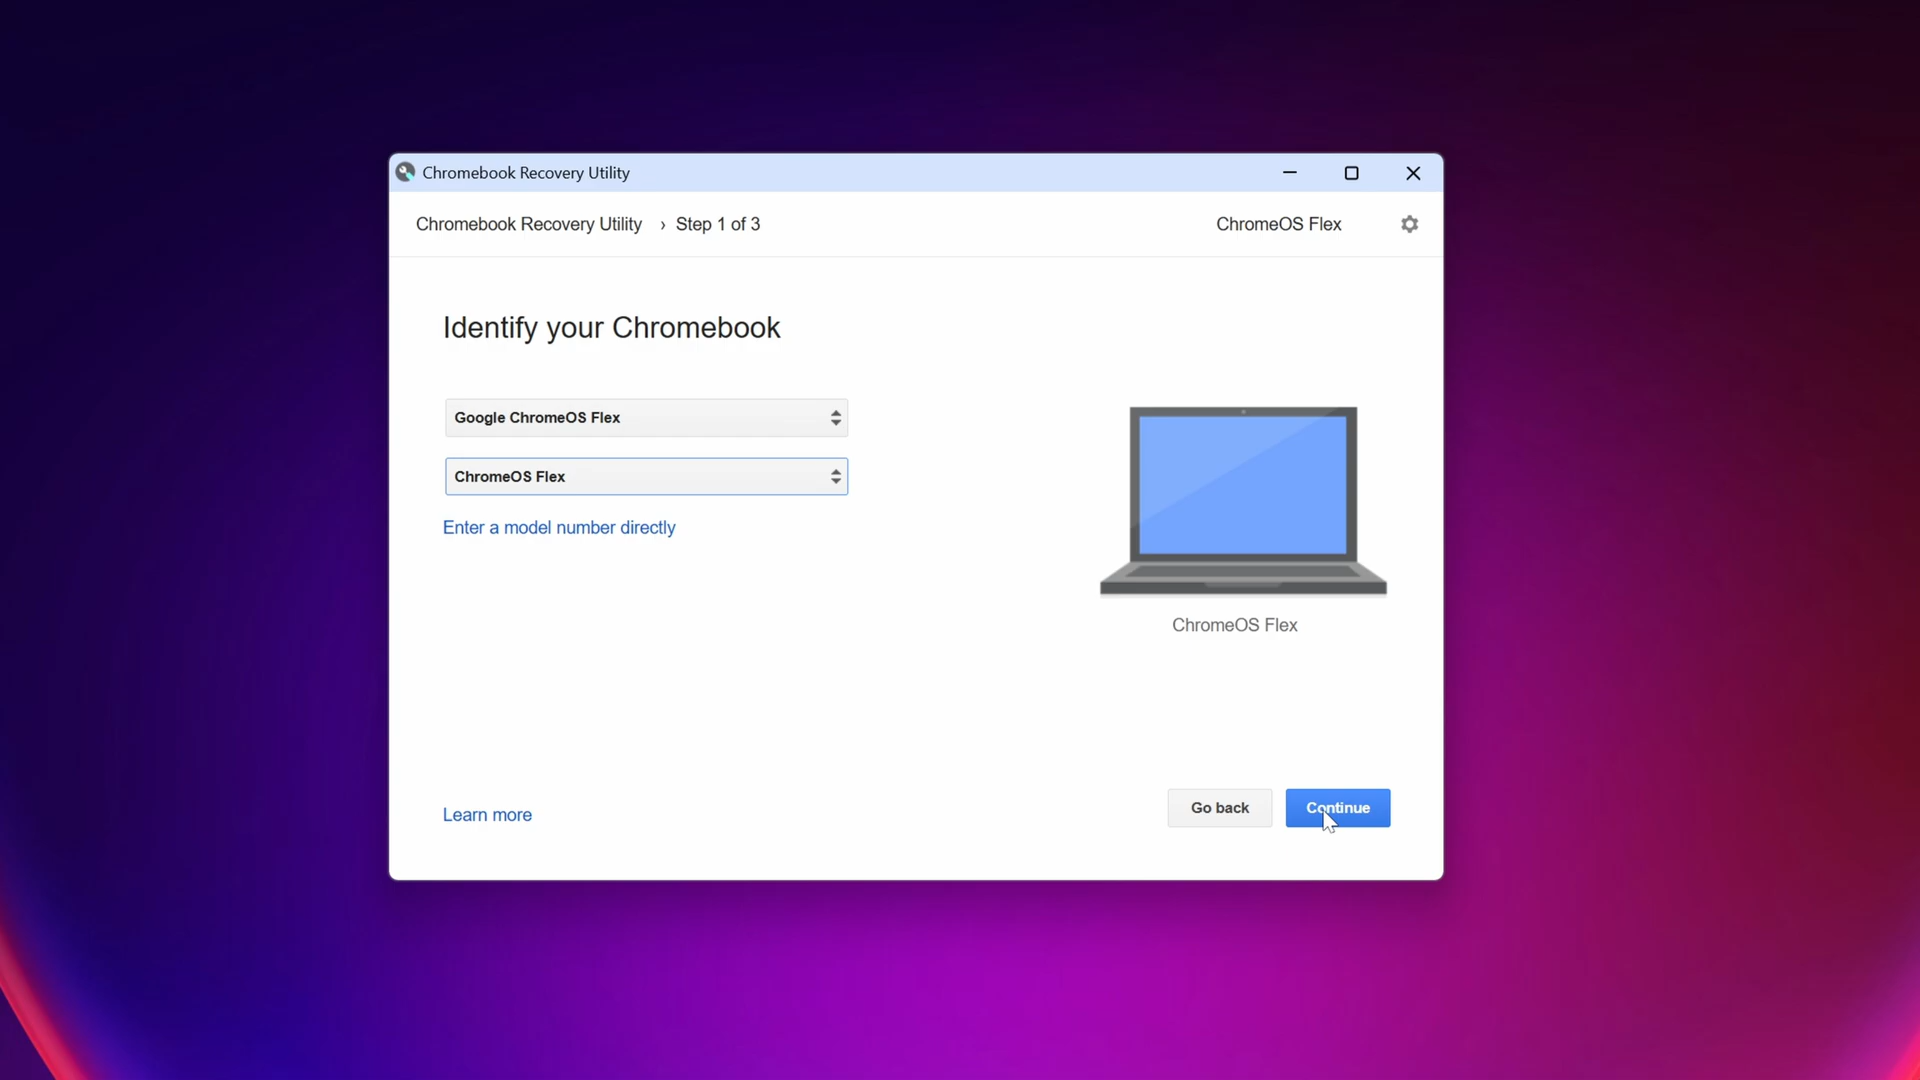 Chromebook Recovery Utility
Chromebook Recovery Utility › Step 1 of 3
ChromeOS Flex
Identify your Chromebook
Google ChromeOS Flex
ChromeOS Flex
Enter a model number directly
ChromeOS Flex
Learn more
Go back
Continue